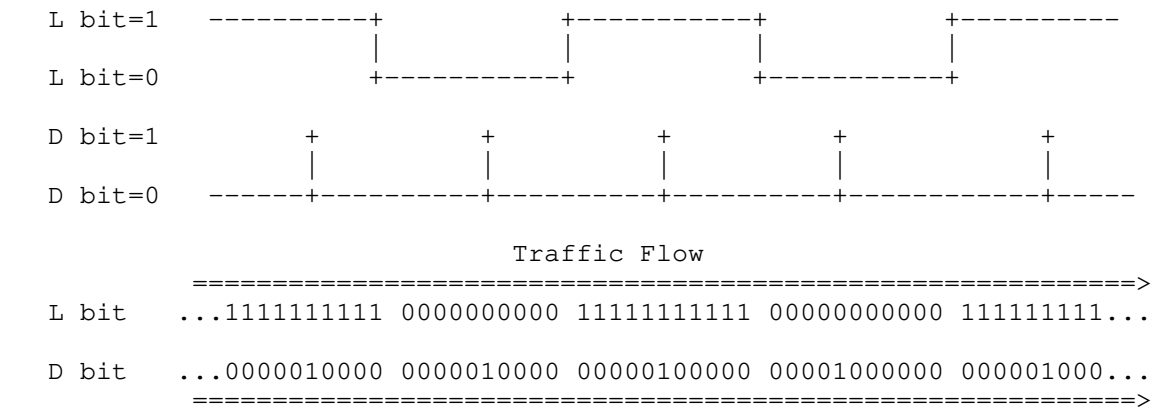 L bit=1   ----------+           +-----------+           +----------
                    |           |           |           |
L bit=0             +-----------+           +-----------+

D bit=1         +          +          +          +            +
                |          |          |          |            |
D bit=0   ------+----------+----------+----------+------------+-----

                             Traffic Flow
         ===========================================================>
L bit   ...1111111111 0000000000 11111111111 00000000000 111111111...

D bit   ...0000010000 0000010000 00000100000 00001000000 000001000...
         ===========================================================>